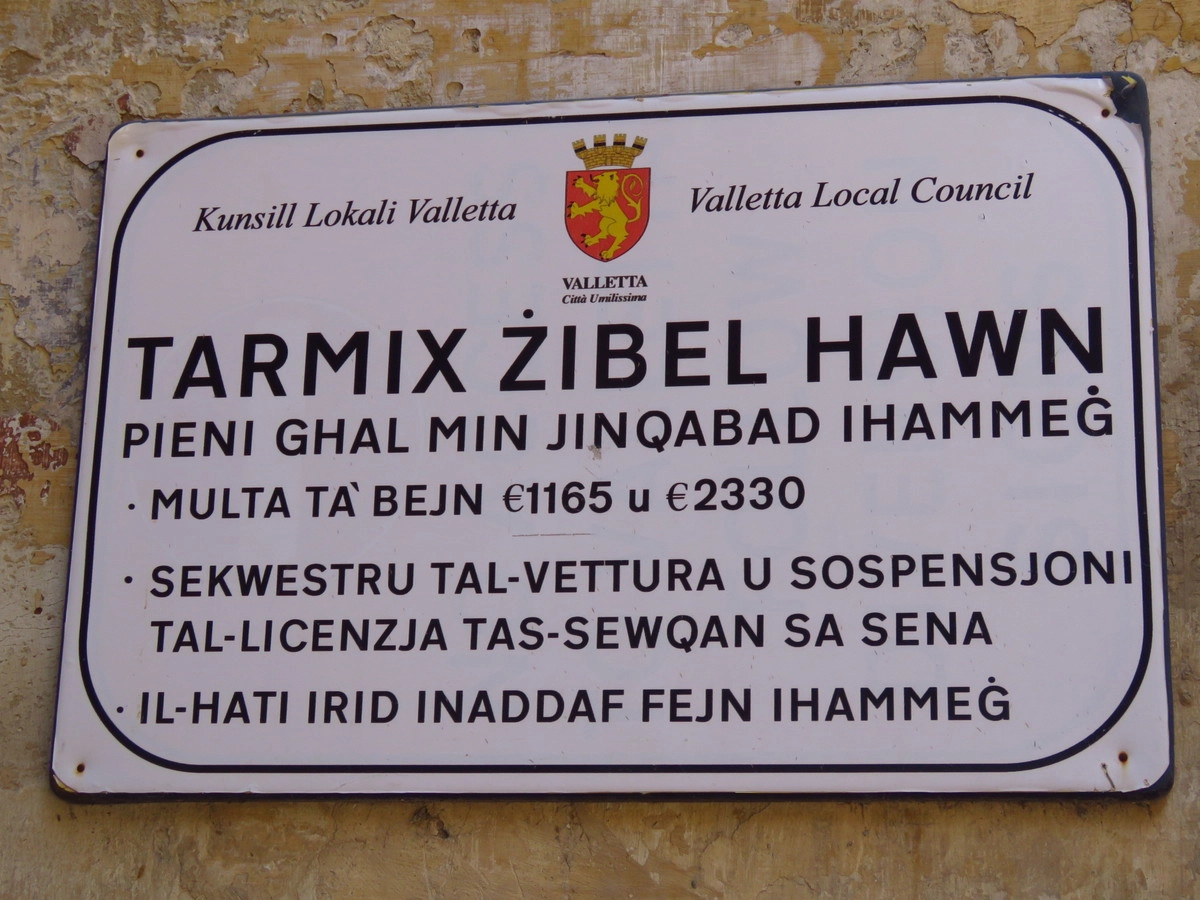 Kunsill Lokali Valletta
Valletta Local Council
VALLETTA
Città Umilissima
TARMIX ŻIBEL HAWN
PIENI GHAL MIN JINQABAD IHAMMEĠ
· MULTA TA` BEJN €1165 u €2330
· SEKWESTRU TAL-VETTURA U SOSPENSJONI
TAL-LICENZJA TAS-SEWQAN SA SENA
· IL-HATI IRID INADDAF FEJN IHAMMEĠ